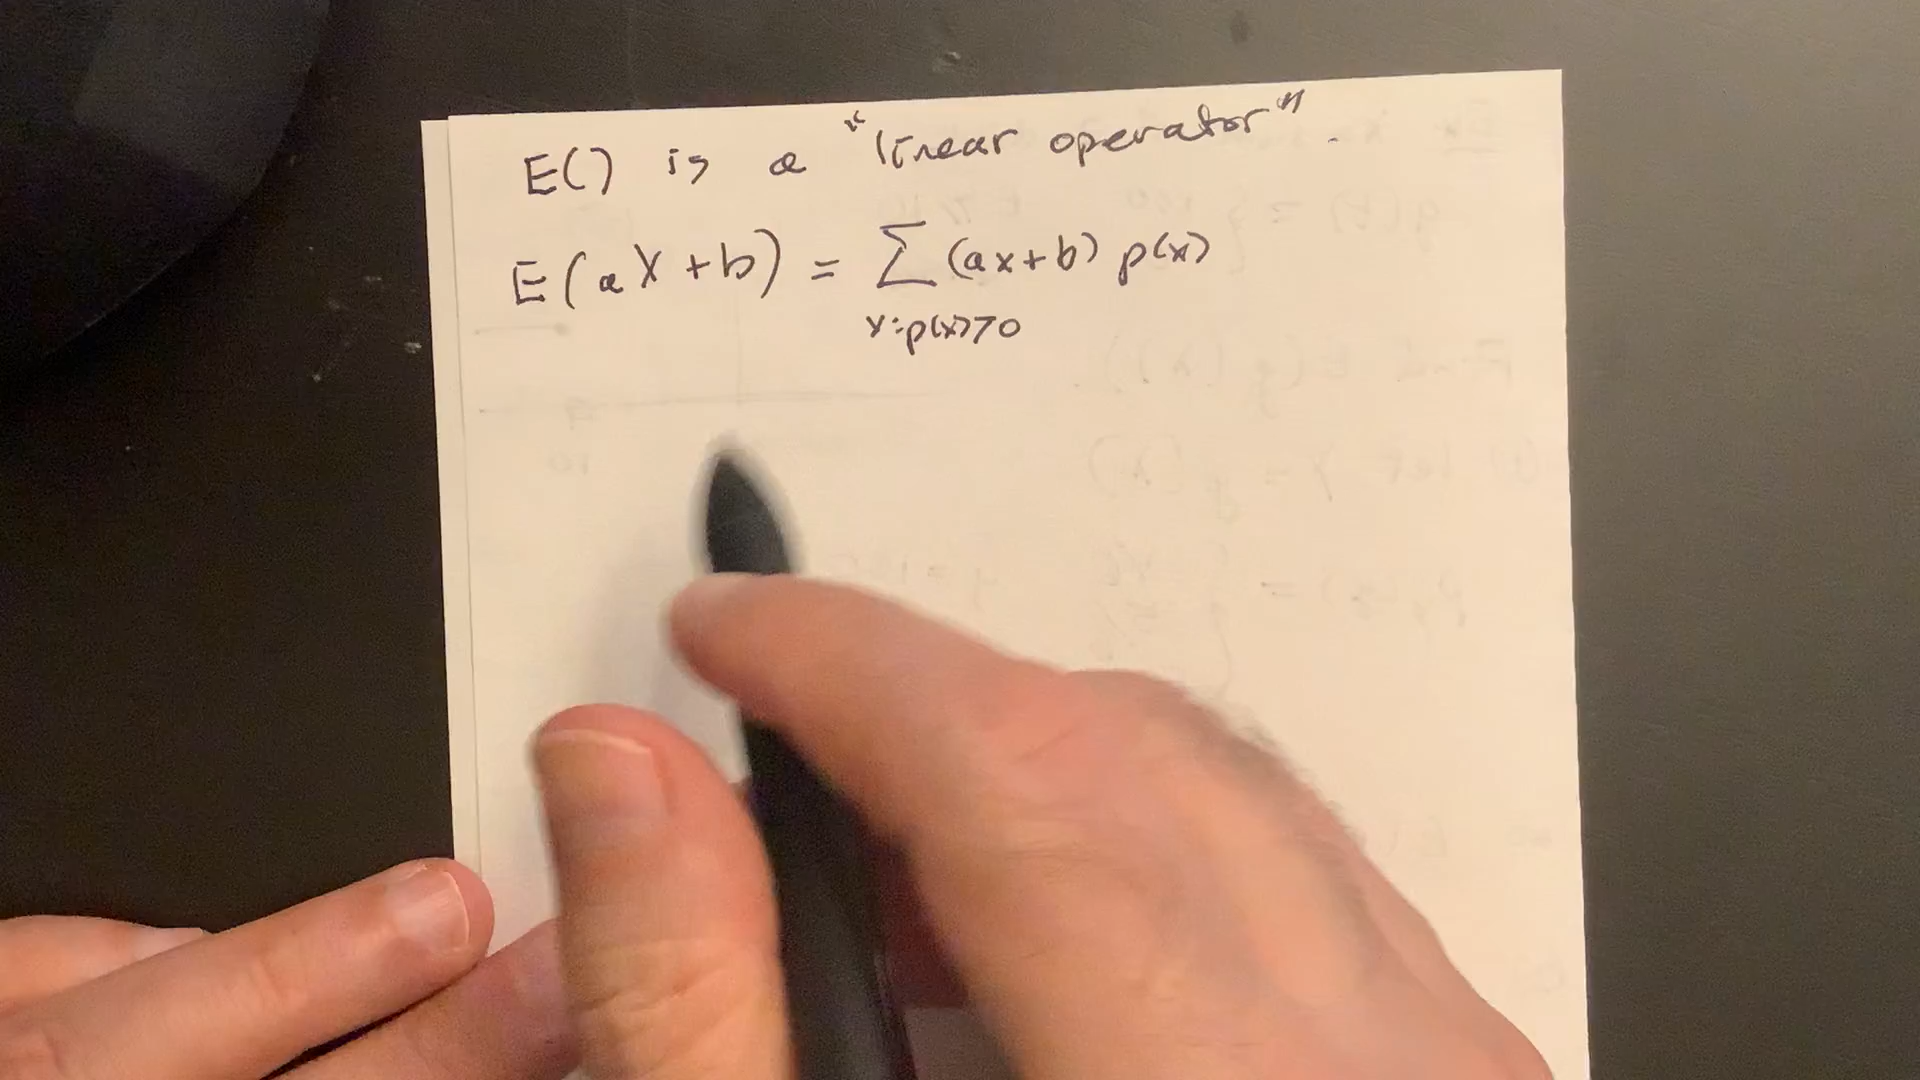 E() is a "linear operator".
E(aX+b) = ∑ (ax+b) p(x)
x:p(x)>0